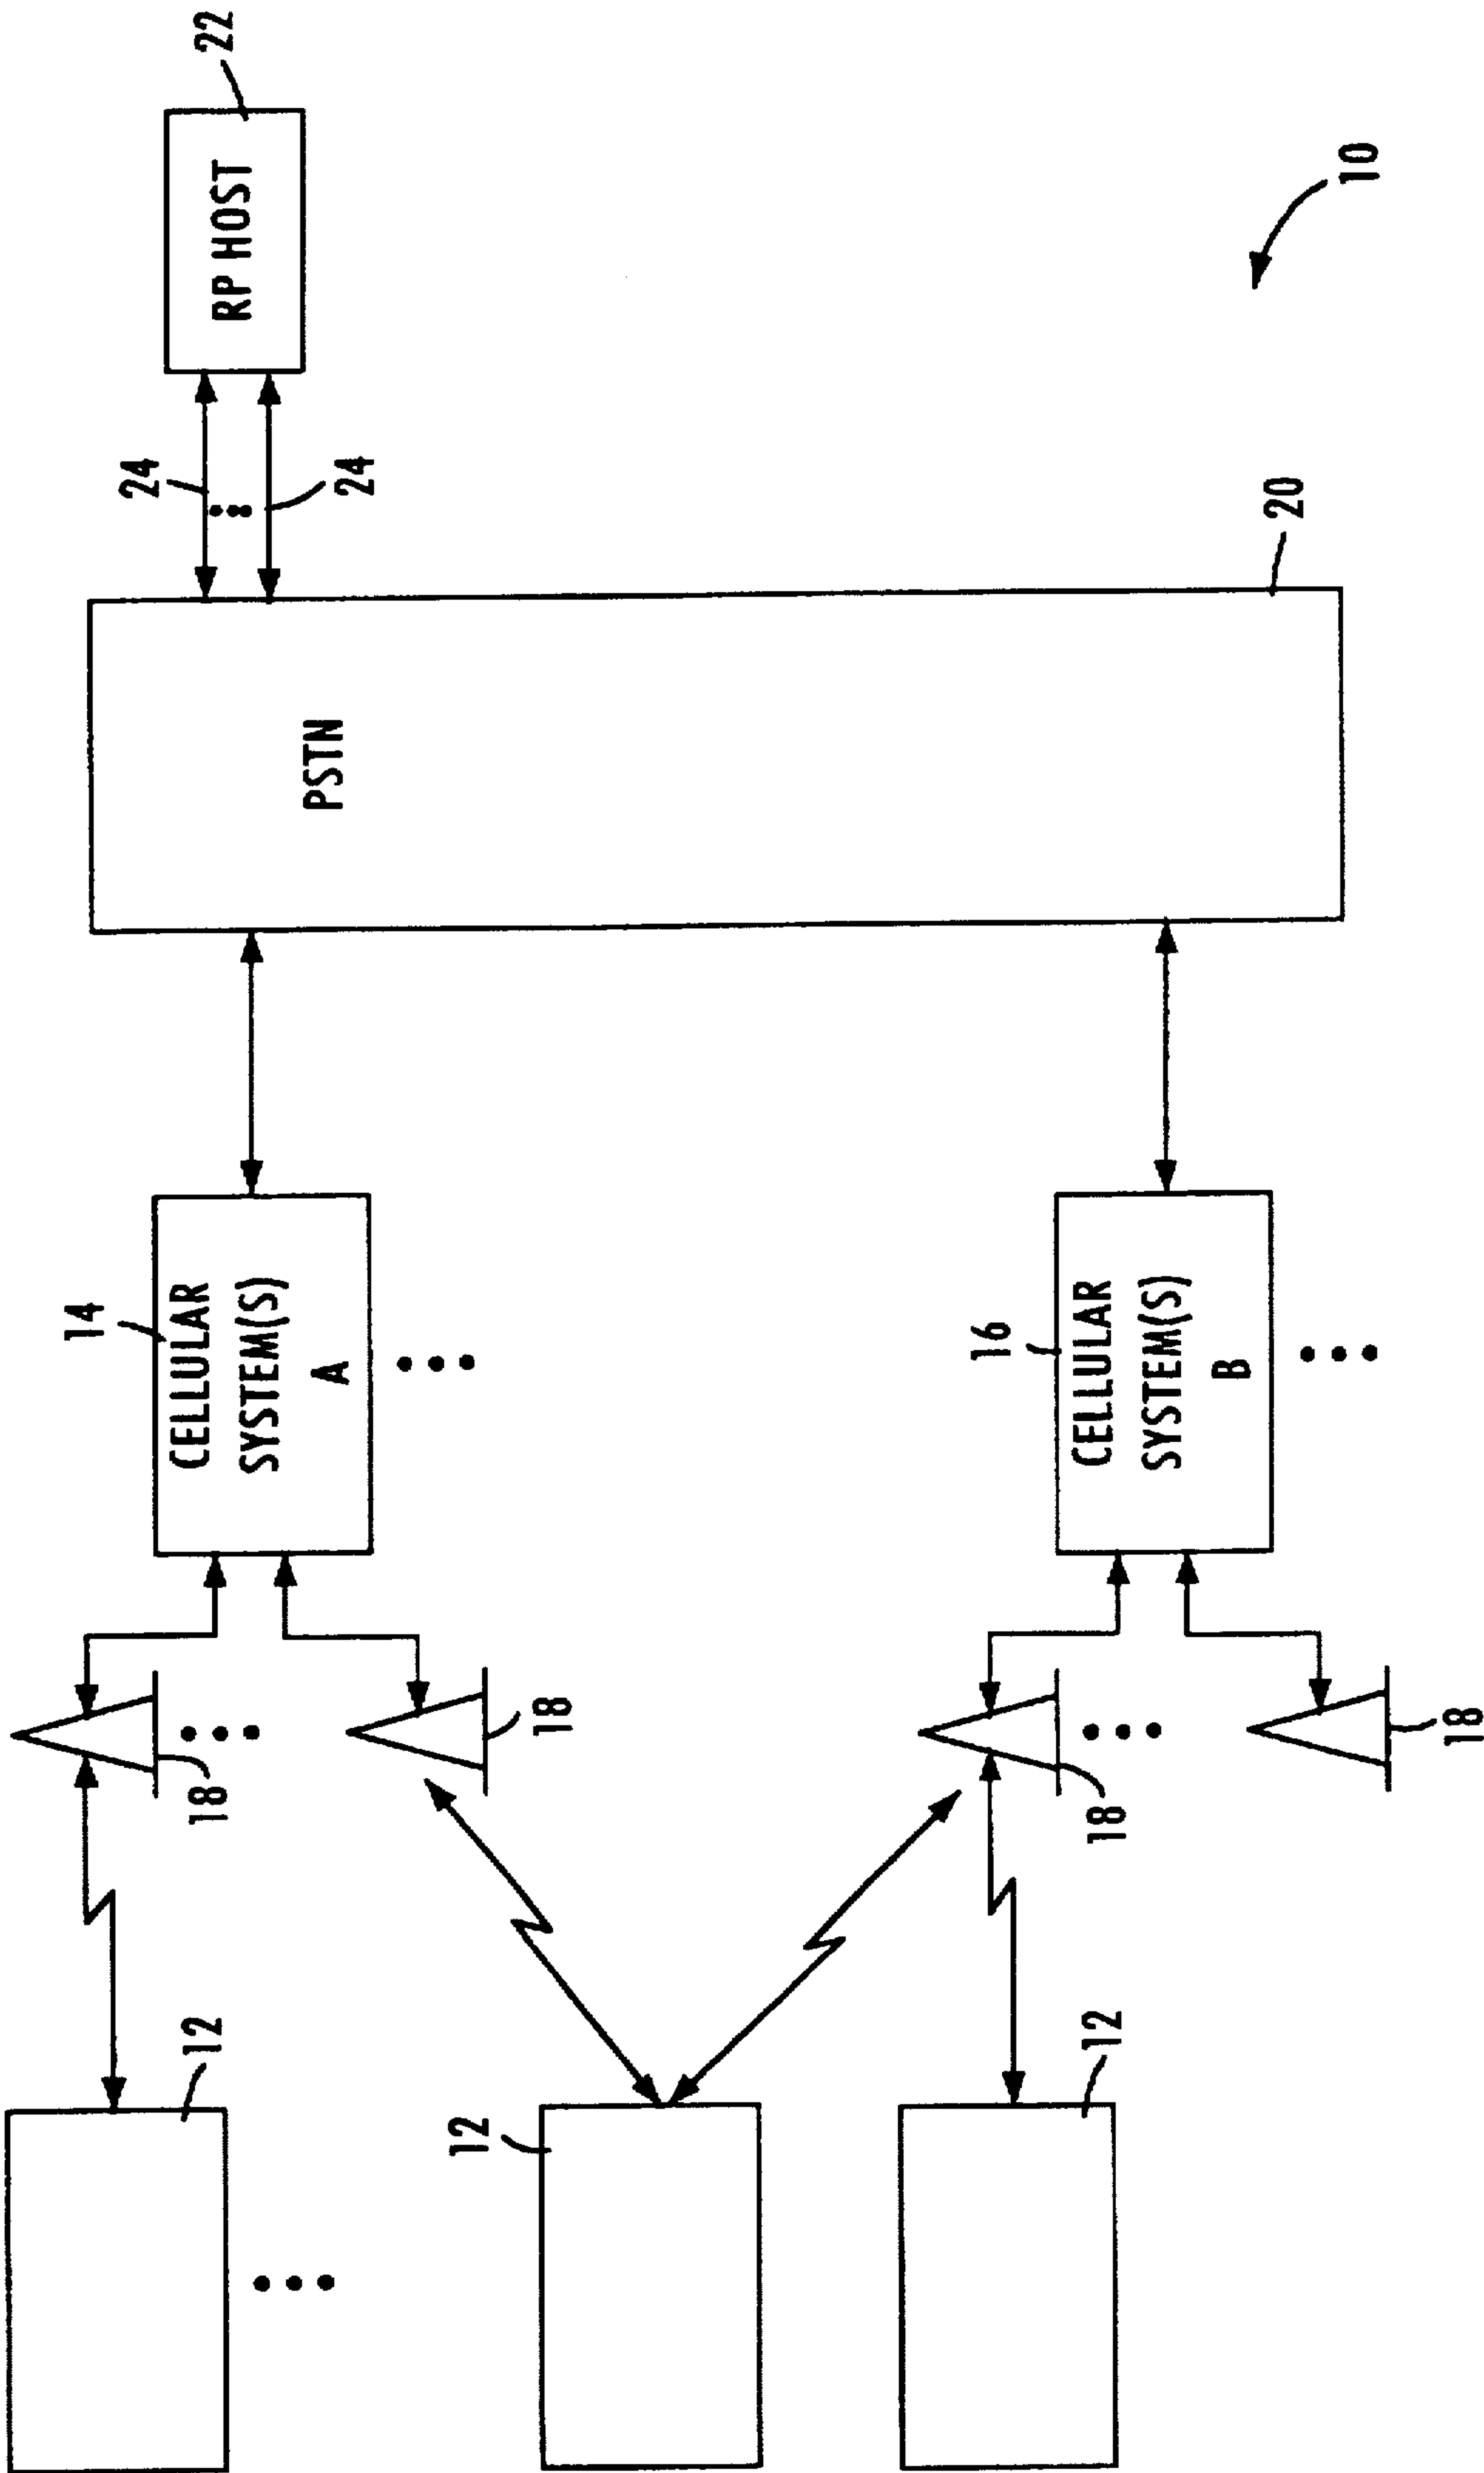 14
24
22
12
18
CELLULAR
SYSTEM(S)
A
PSTN
RP HOST
24
12
18
16
12
18
CELLULAR
SYSTEM(S)
B
20
10
18